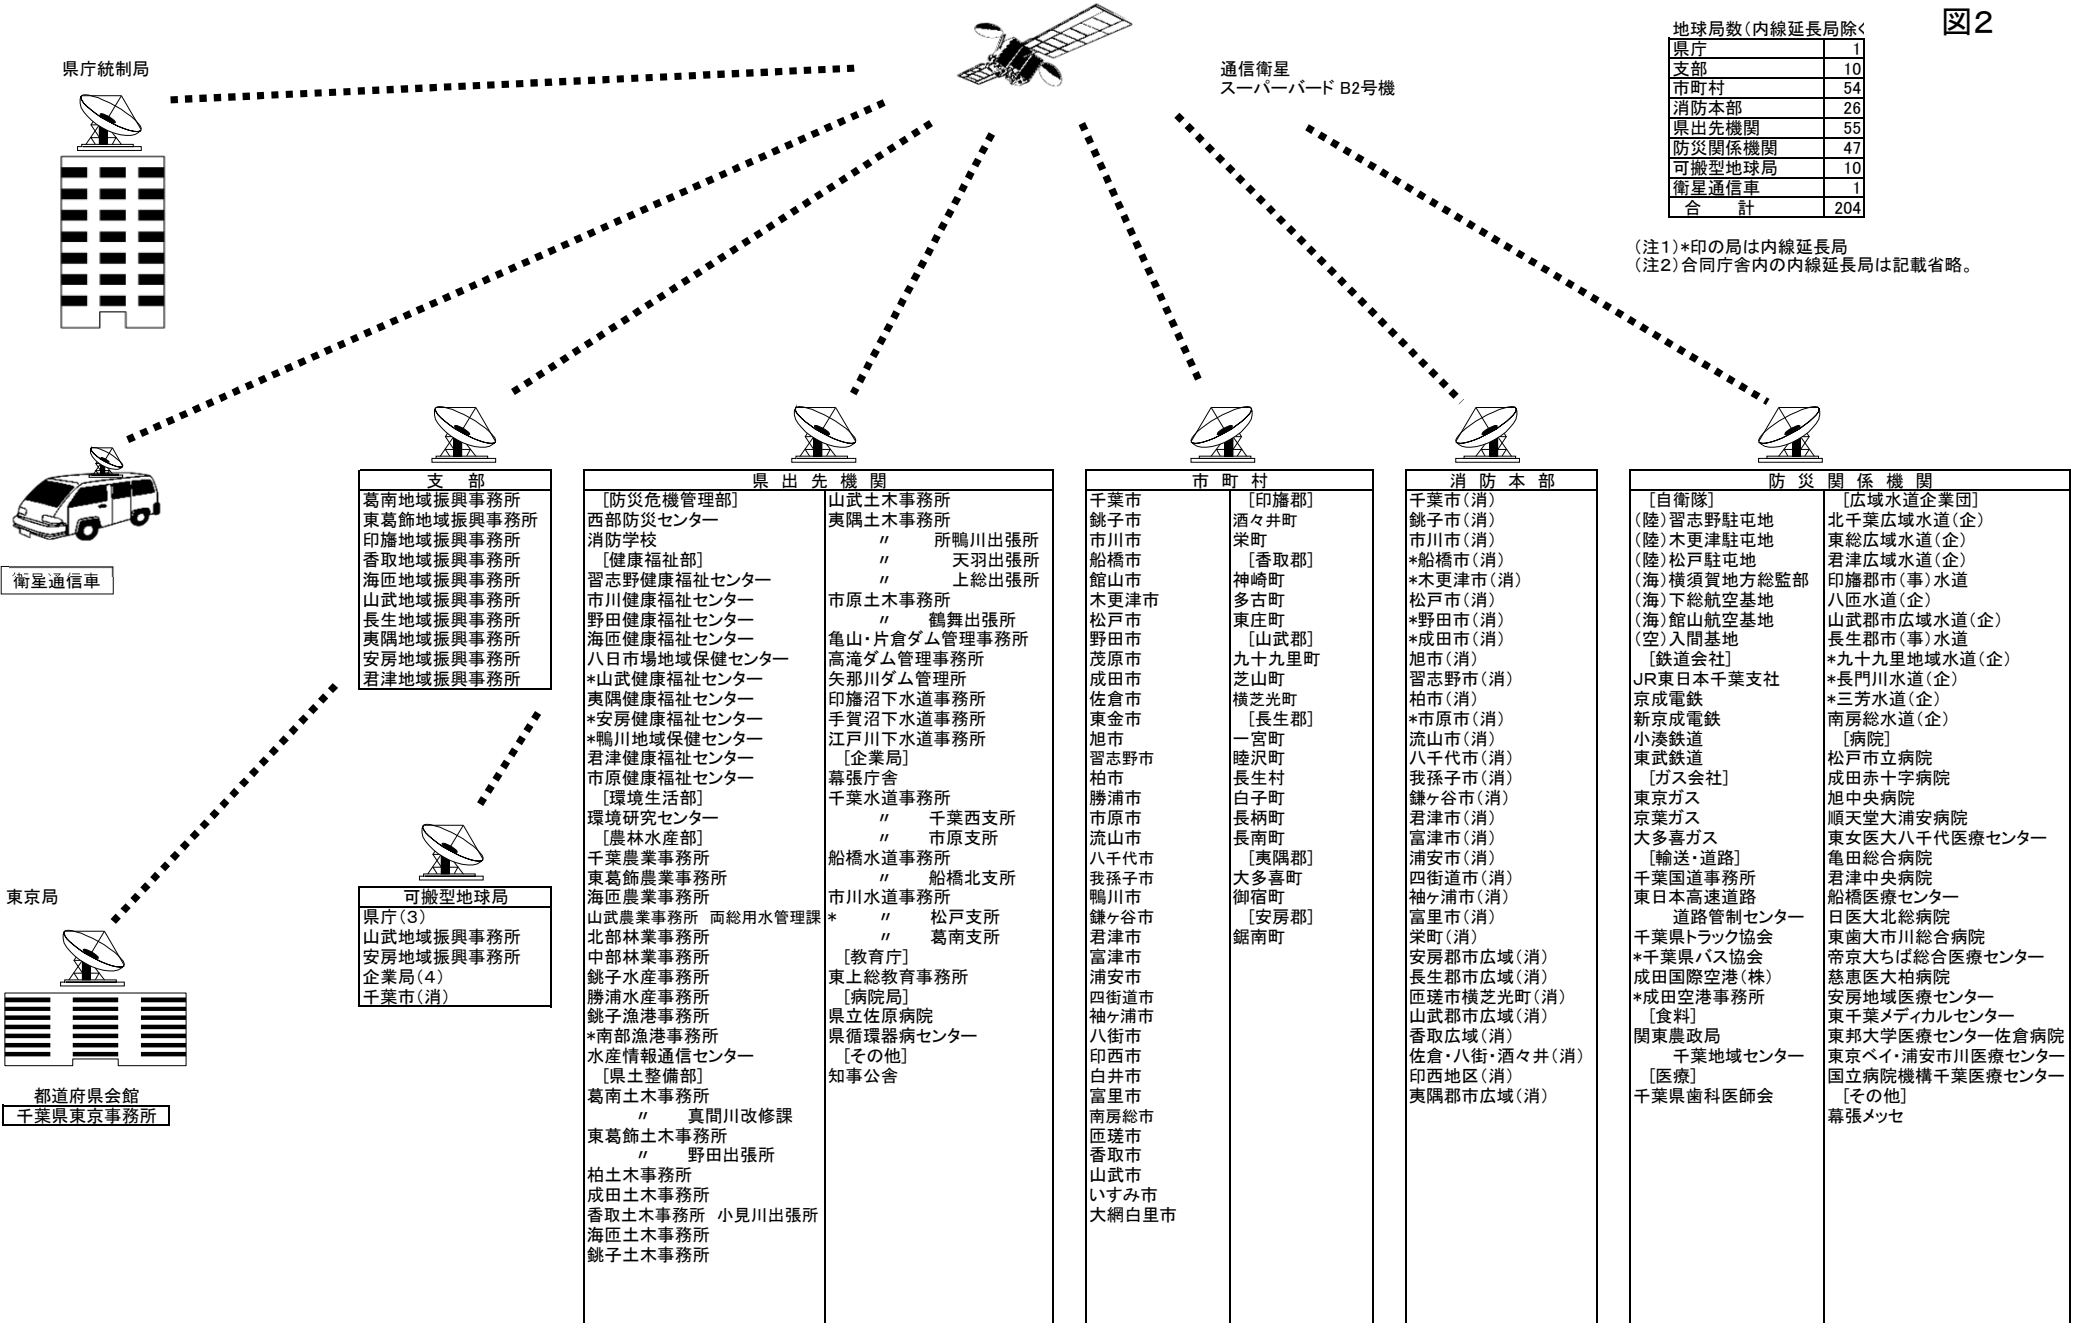 図2
県庁統制局
通信衛星
スーパーバード B2号機
地球局数(内線延長局除く
県庁 1
支部 10
市町村 54
消防本部 26
県出先機関 55
防災関係機関 47
可搬型地球局 10
衛星通信車 1
合 計 204
(注1)*印の局は内線延長局
(注2)合同庁舎内の内線延長局は記載省略。
衛星通信車
支 部
葛南地域振興事務所
東葛飾地域振興事務所
印旛地域振興事務所
香取地域振興事務所
海匝地域振興事務所
山武地域振興事務所
長生地域振興事務所
夷隅地域振興事務所
安房地域振興事務所
君津地域振興事務所
東京局
都道府県会館
千葉県東京事務所
可搬型地球局
県庁(3)
山武地域振興事務所
安房地域振興事務所
企業局(4)
千葉市(消)
県 出 先 機 関
[防災危機管理部]
西部防災センター
消防学校
[健康福祉部]
習志野健康福祉センター
市川健康福祉センター
野田健康福祉センター
海匝健康福祉センター
八日市場地域保健センター
*山武健康福祉センター
夷隅健康福祉センター
*安房健康福祉センター
*鴨川地域保健センター
君津健康福祉センター
市原健康福祉センター
[環境生活部]
環境研究センター
[農林水産部]
千葉農業事務所
東葛飾農業事務所
海匝農業事務所
山武農業事務所 両総用水管理課
北部林業事務所
中部林業事務所
銚子水産事務所
勝浦水産事務所
銚子漁港事務所
*南部漁港事務所
水産情報通信センター
[県土整備部]
葛南土木事務所
〃 真間川改修課
東葛飾土木事務所
〃 野田出張所
柏土木事務所
成田土木事務所
香取土木事務所 小見川出張所
海匝土木事務所
銚子土木事務所
山武土木事務所
夷隅土木事務所
〃 所鴨川出張所
〃 天羽出張所
〃 上総出張所
市原土木事務所
〃 鶴舞出張所
亀山・片倉ダム管理事務所
高滝ダム管理事務所
矢那川ダム管理所
印旛沼下水道事務所
手賀沼下水道事務所
江戸川下水道事務所
[企業局]
幕張庁舎
千葉水道事務所
〃 千葉西支所
〃 市原支所
船橋水道事務所
〃 船橋北支所
市川水道事務所
* 〃 松戸支所
〃 葛南支所
[教育庁]
東上総教育事務所
[病院局]
県立佐原病院
県循環器病センター
[その他]
知事公舎
市 町 村
千葉市
銚子市
市川市
船橋市
館山市
木更津市
松戸市
野田市
茂原市
成田市
佐倉市
東金市
旭市
習志野市
柏市
勝浦市
市原市
流山市
八千代市
我孫子市
鴨川市
鎌ヶ谷市
君津市
富津市
浦安市
四街道市
袖ヶ浦市
八街市
印西市
白井市
富里市
南房総市
匝瑳市
香取市
山武市
いすみ市
大網白里市
[印旛郡]
酒々井町
栄町
[香取郡]
神崎町
多古町
東庄町
[山武郡]
九十九里町
芝山町
横芝光町
[長生郡]
一宮町
睦沢町
長生村
白子町
長柄町
長南町
[夷隅郡]
大多喜町
御宿町
[安房郡]
鋸南町
消 防 本 部
千葉市(消)
銚子市(消)
市川市(消)
*船橋市(消)
*木更津市(消)
松戸市(消)
*野田市(消)
*成田市(消)
旭市(消)
習志野市(消)
柏市(消)
*市原市(消)
流山市(消)
八千代市(消)
我孫子市(消)
鎌ヶ谷市(消)
君津市(消)
富津市(消)
浦安市(消)
四街道市(消)
袖ヶ浦市(消)
富里市(消)
栄町(消)
安房郡市広域(消)
長生郡市広域(消)
匝瑳市横芝光町(消)
山武郡市広域(消)
香取広域(消)
佐倉・八街・酒々井(消)
印西地区(消)
夷隅郡市広域(消)
防 災 関 係 機 関
[自衛隊]
(陸)習志野駐屯地
(陸)木更津駐屯地
(陸)松戸駐屯地
(海)横須賀地方総監部
(海)下総航空基地
(海)館山航空基地
(空)入間基地
[鉄道会社]
JR東日本千葉支社
京成電鉄
新京成電鉄
小湊鉄道
東武鉄道
[ガス会社]
東京ガス
京葉ガス
大多喜ガス
[輸送・道路]
千葉国道事務所
東日本高速道路
道路管制センター
千葉県トラック協会
*千葉県バス協会
成田国際空港(株)
*成田空港事務所
[食料]
関東農政局
千葉地域センター
[医療]
千葉県歯科医師会
[広域水道企業団]
北千葉広域水道(企)
東総広域水道(企)
君津広域水道(企)
印旛郡市(事)水道
八匝水道(企)
山武郡市広域水道(企)
長生郡市(事)水道
*九十九里地域水道(企)
*長門川水道(企)
*三芳水道(企)
南房総水道(企)
[病院]
松戸市立病院
成田赤十字病院
旭中央病院
順天堂大浦安病院
東女医大八千代医療センター
亀田総合病院
君津中央病院
船橋医療センター
日医大北総病院
東歯大市川総合病院
帝京大ちば総合医療センター
慈恵医大柏病院
安房地域医療センター
東千葉メディカルセンター
東邦大学医療センター佐倉病院
東京ベイ・浦安市川医療センター
国立病院機構千葉医療センター
[その他]
幕張メッセ